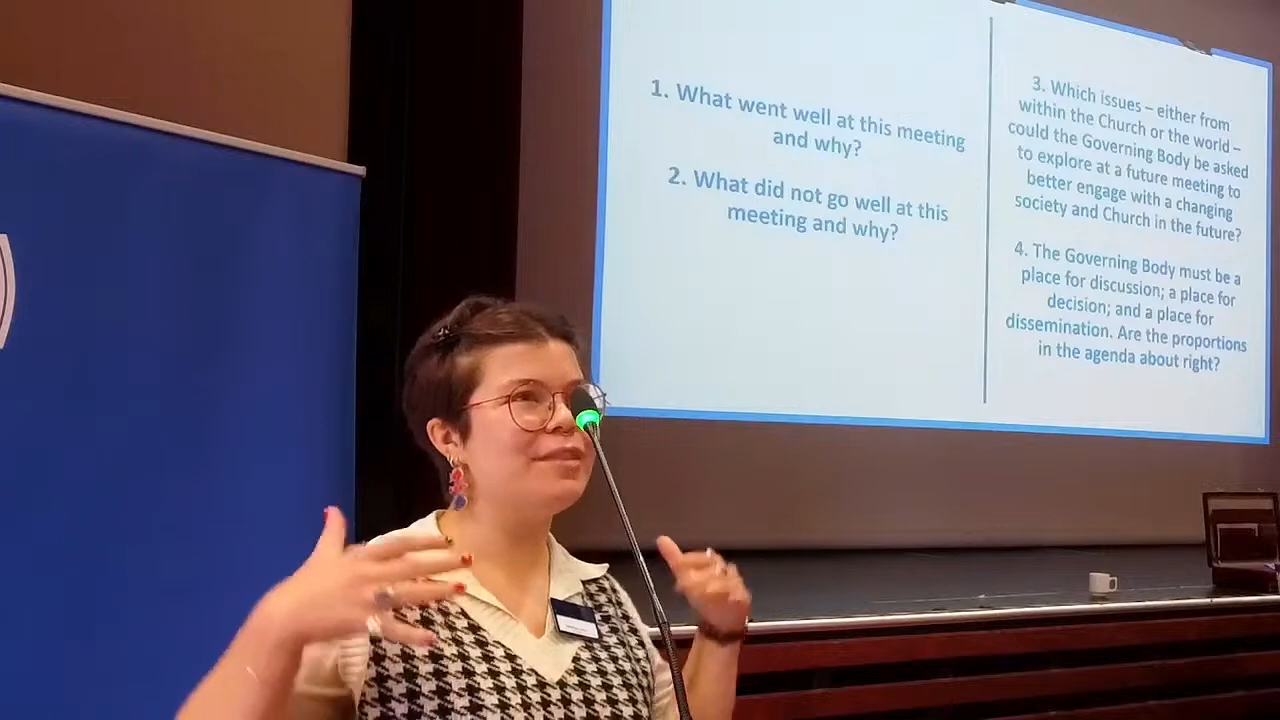 1. What went well at this meeting
and why?
2. What did not go well at this
meeting and why?
3. Which issues – either from
within the Church or the world –
could the Governing Body be asked
to explore at a future meeting to
better engage with a changing
society and Church in the future?
4. The Governing Body must be a
place for discussion; a place for
decision; and a place for
dissemination. Are the proportions
in the agenda about right?